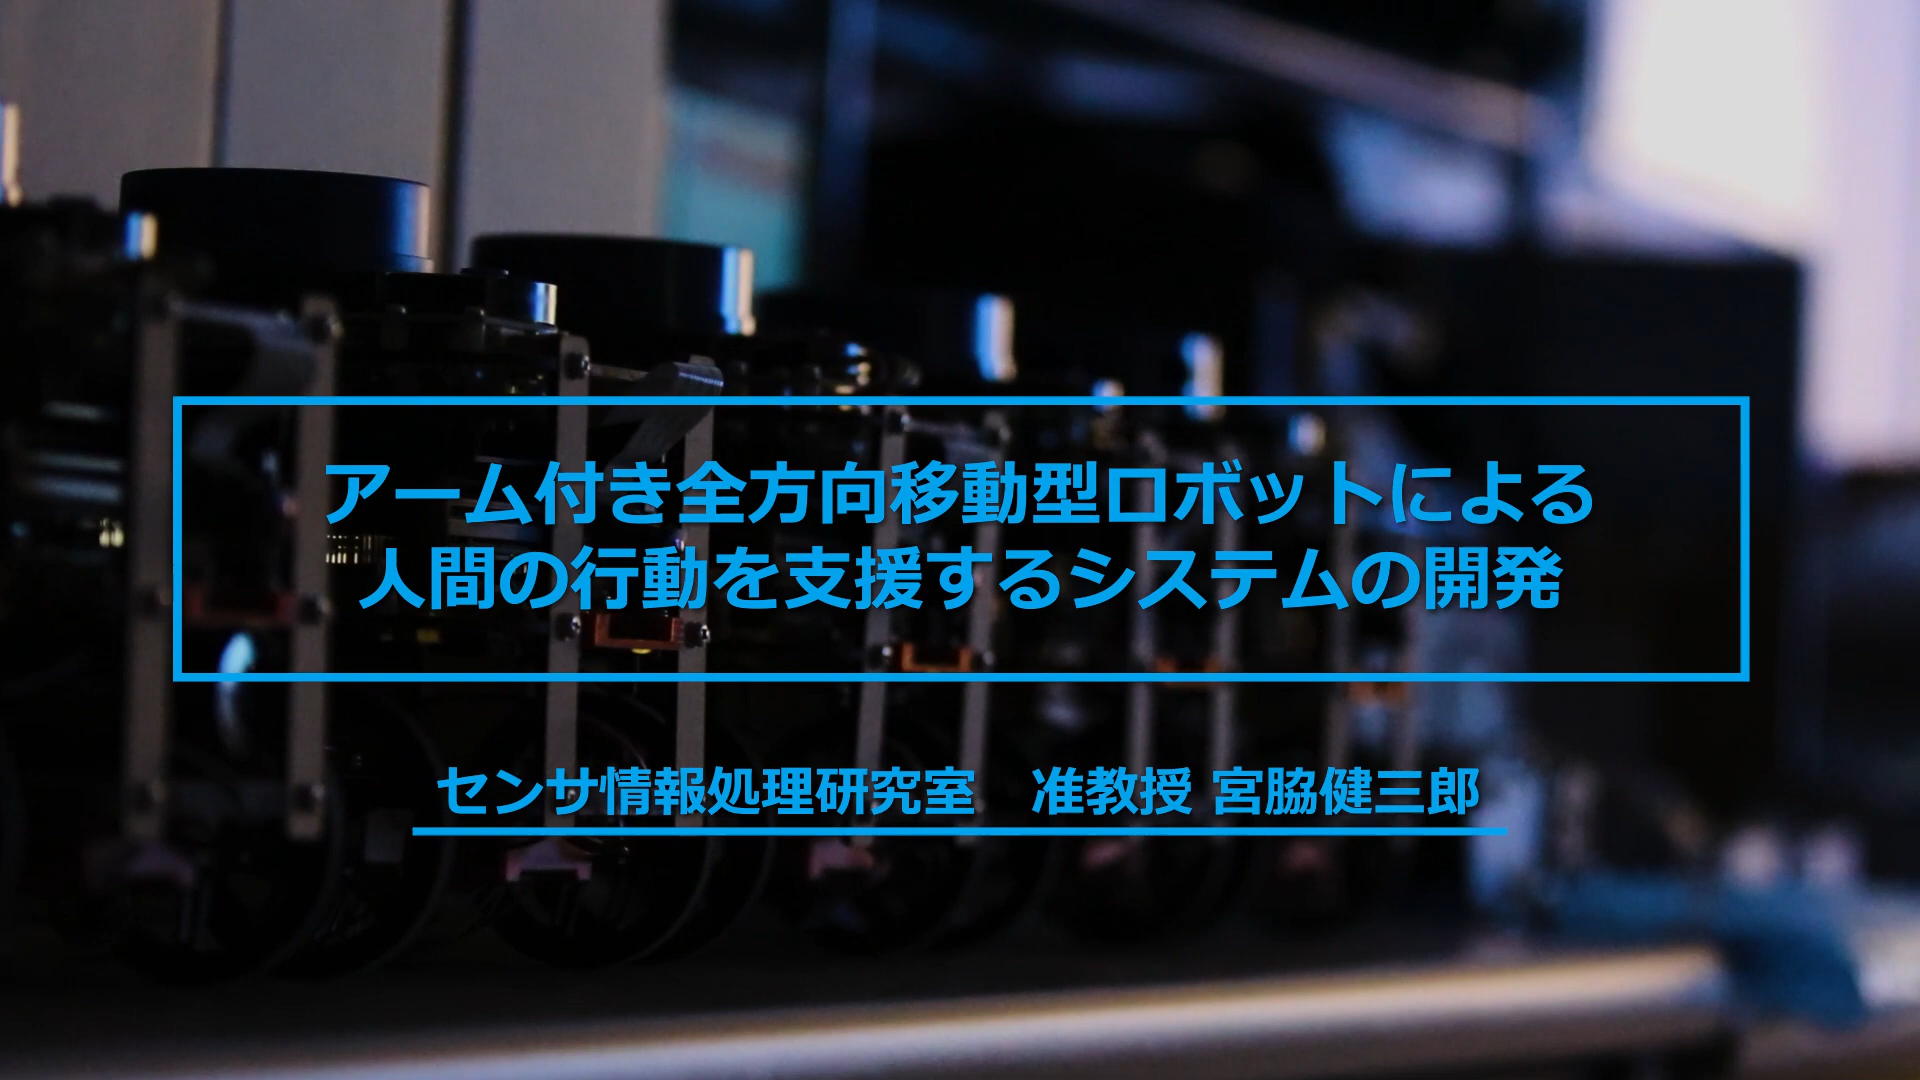 アーム付き全方向移動型ロボットによる
人間の行動を支援するシステムの開発
センサ情報処理研究室　准教授 宮脇健三郎